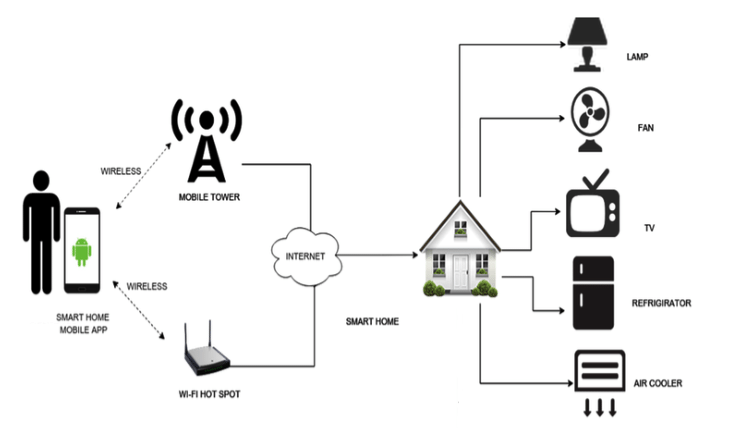 LAMP
FAN
WIRELESS
MOBILE TOWER
TV
INTERNET
WIRELESS
SMART HOME
MOBILE APP
SMART HOME
REFRIGIRATOR
WI-FI HOT SPOT
AIR COOLER